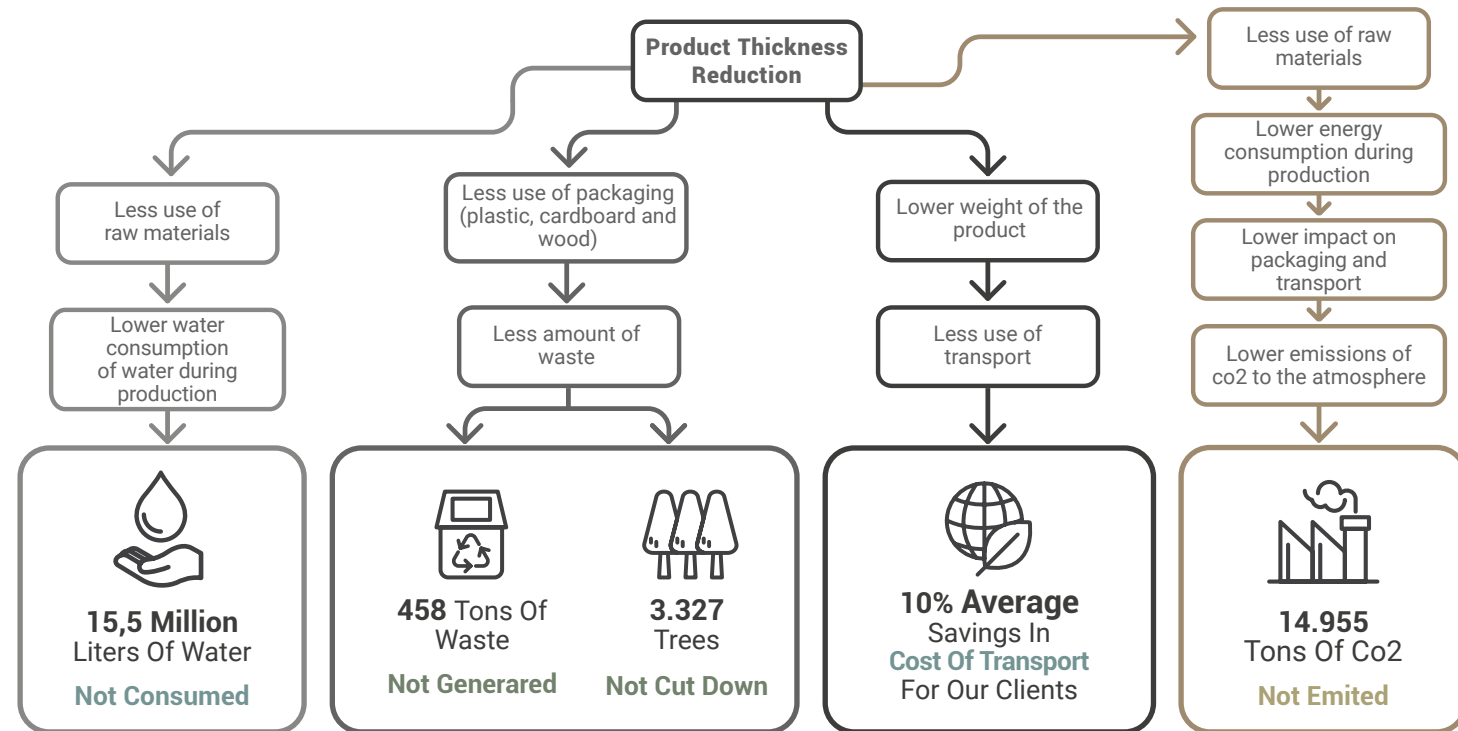 Product Thickness
Reduction
Less use of
raw materials
Lower water
consumption
of water during
production
15,5 Million
Liters Of Water
Not Consumed
Less use of packaging
(plastic, cardboard and
wood)
Less amount of
waste
458 Tons Of
Waste
Not Generared
3.327
Trees
Not Cut Down
Lower weight of the
product
Less use of
transport
10% Average
Savings In
Cost Of Transport
For Our Clients
Less use of raw
materials
Lower energy
consumption during
production
Lower impact on
packaging and
transport
Lower emissions of
co2 to the atmosphere
14.955
Tons Of Co2
Not Emited